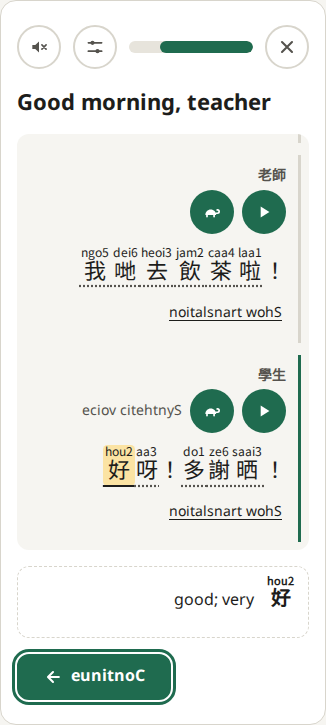 Good morning, teacher
老師
ngo5 dei6 heoi3 jam2 caa4 laa1
我哋去飲茶啦！
noitalsnart wohS
學生
eciov citehtnyS
hou2 aa3 do1 ze6 saai3
好呀！多謝晒！
noitalsnart wohS
hou2
good; very 好
eunitnoC